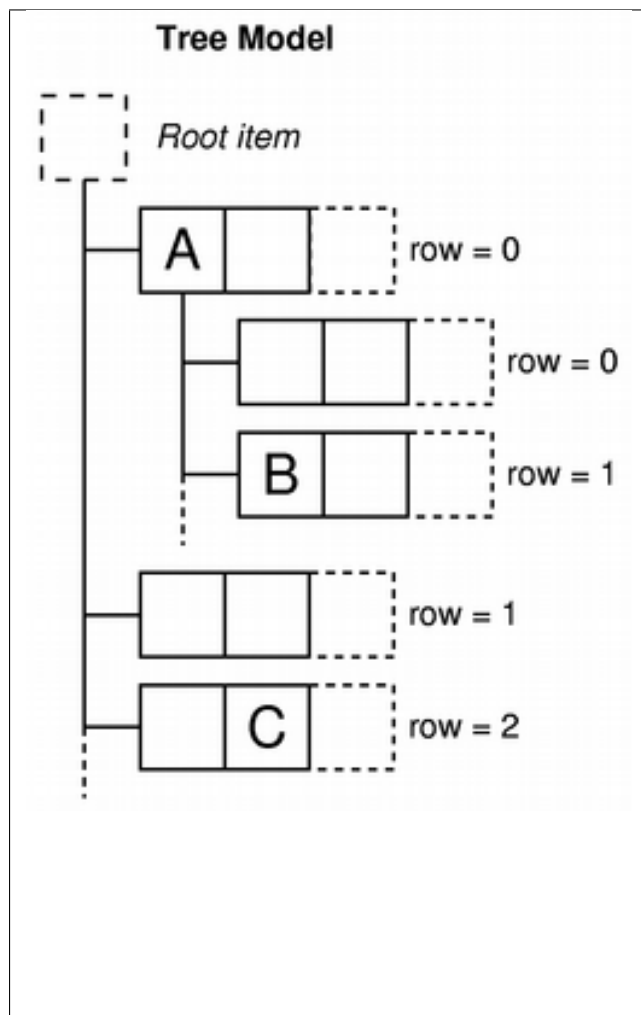 Tree Model
Root item
A row = 0
row = 0
B row = 1
row = 1
C row = 2